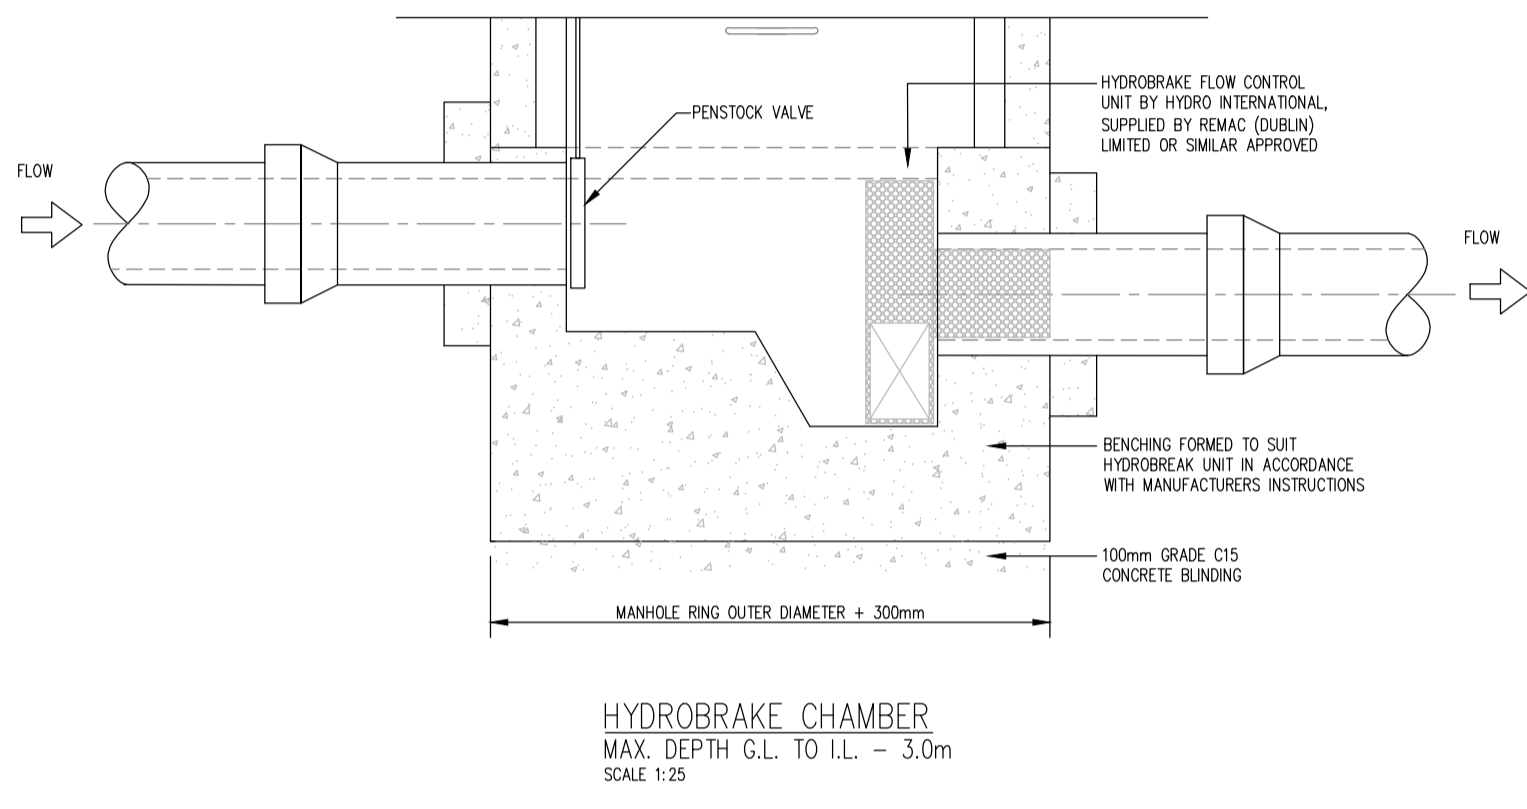 HYDROBRAKE FLOW CONTROL
UNIT BY HYDRO INTERNATIONAL,
SUPPLIED BY REMAC (DUBLIN)
LIMITED OR SIMILAR APPROVED
PENSTOCK VALVE
FLOW
FLOW
BENCHING FORMED TO SUIT
HYDROBREAK UNIT IN ACCORDANCE
WITH MANUFACTURERS INSTRUCTIONS
100mm GRADE C15
CONCRETE BLINDING
MANHOLE RING OUTER DIAMETER + 300mm
HYDROBRAKE CHAMBER
MAX. DEPTH G.L. TO I.L. - 3.0m
SCALE 1:25